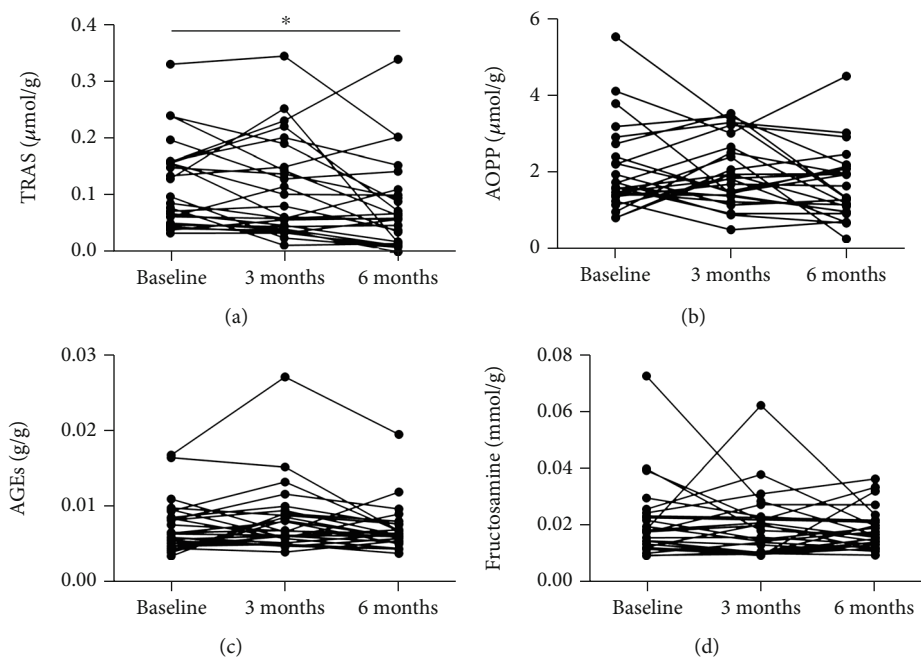 *
TRAS (µmol/g)
0.4
0.3
0.2
0.1
0.0
Baseline 3 months 6 months
(a)
AOPP (µmol/g)
6
4
2
0
Baseline 3 months 6 months
(b)
AGEs (g/g)
0.03
0.02
0.01
0.00
Baseline 3 months 6 months
(c)
Fructosamine (mmol/g)
0.08
0.06
0.04
0.02
0.00
Baseline 3 months 6 months
(d)